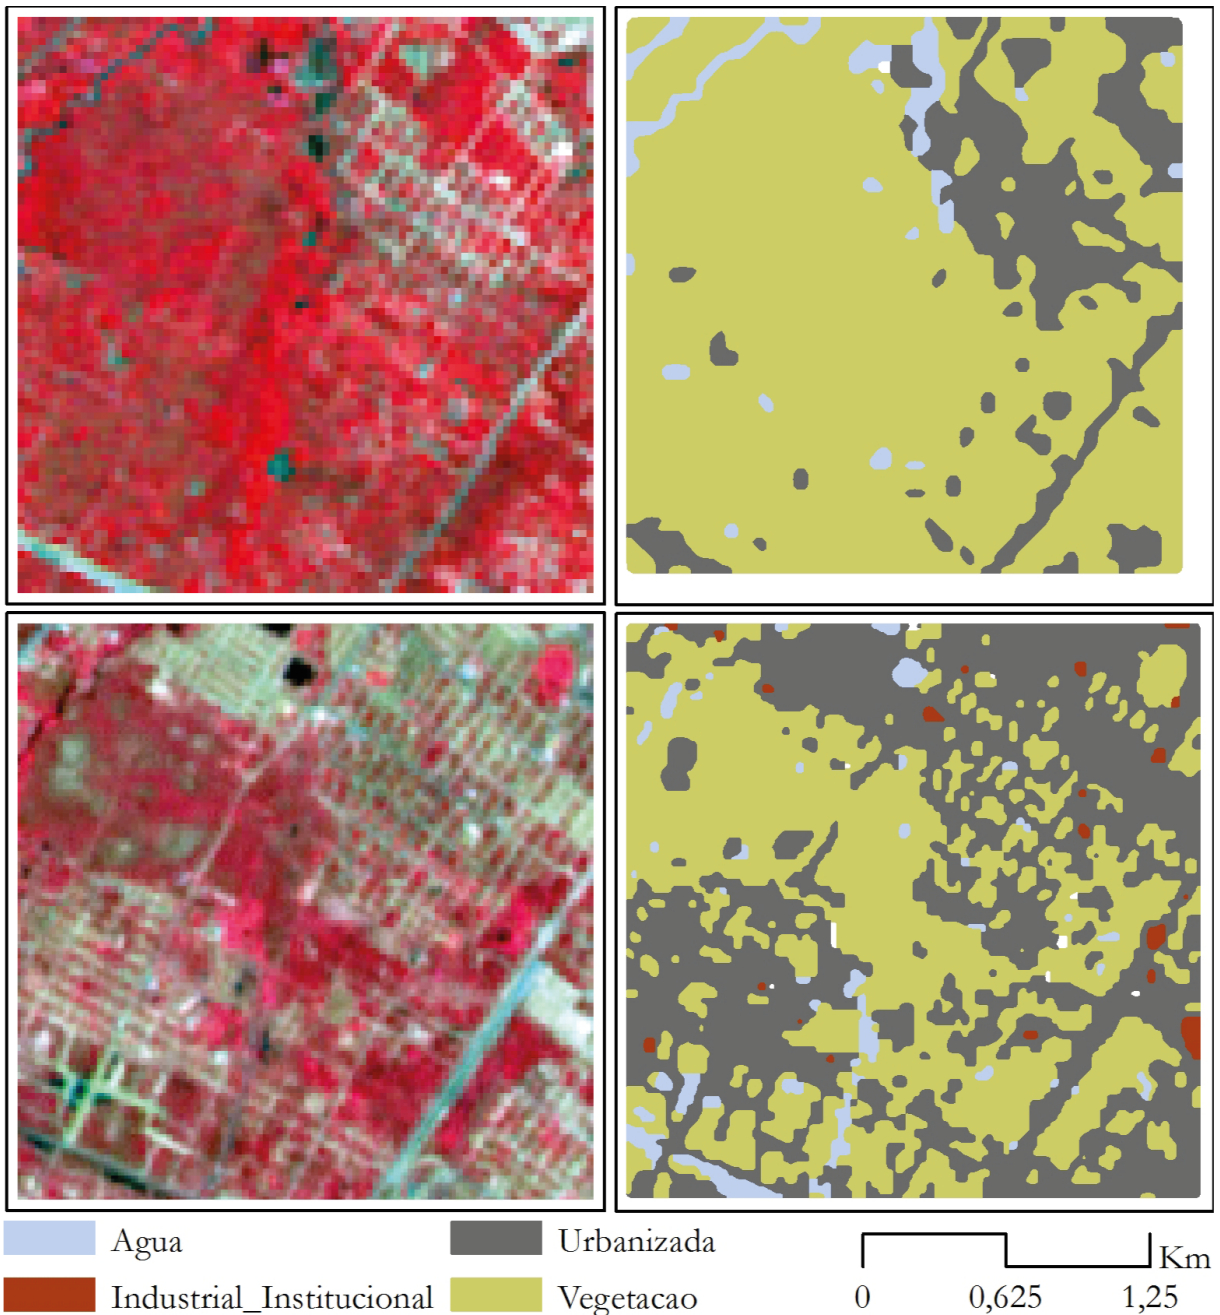 Agua
Urbanizada
Km
Industrial_Institucional
Vegetacao
0
0,625
1,25